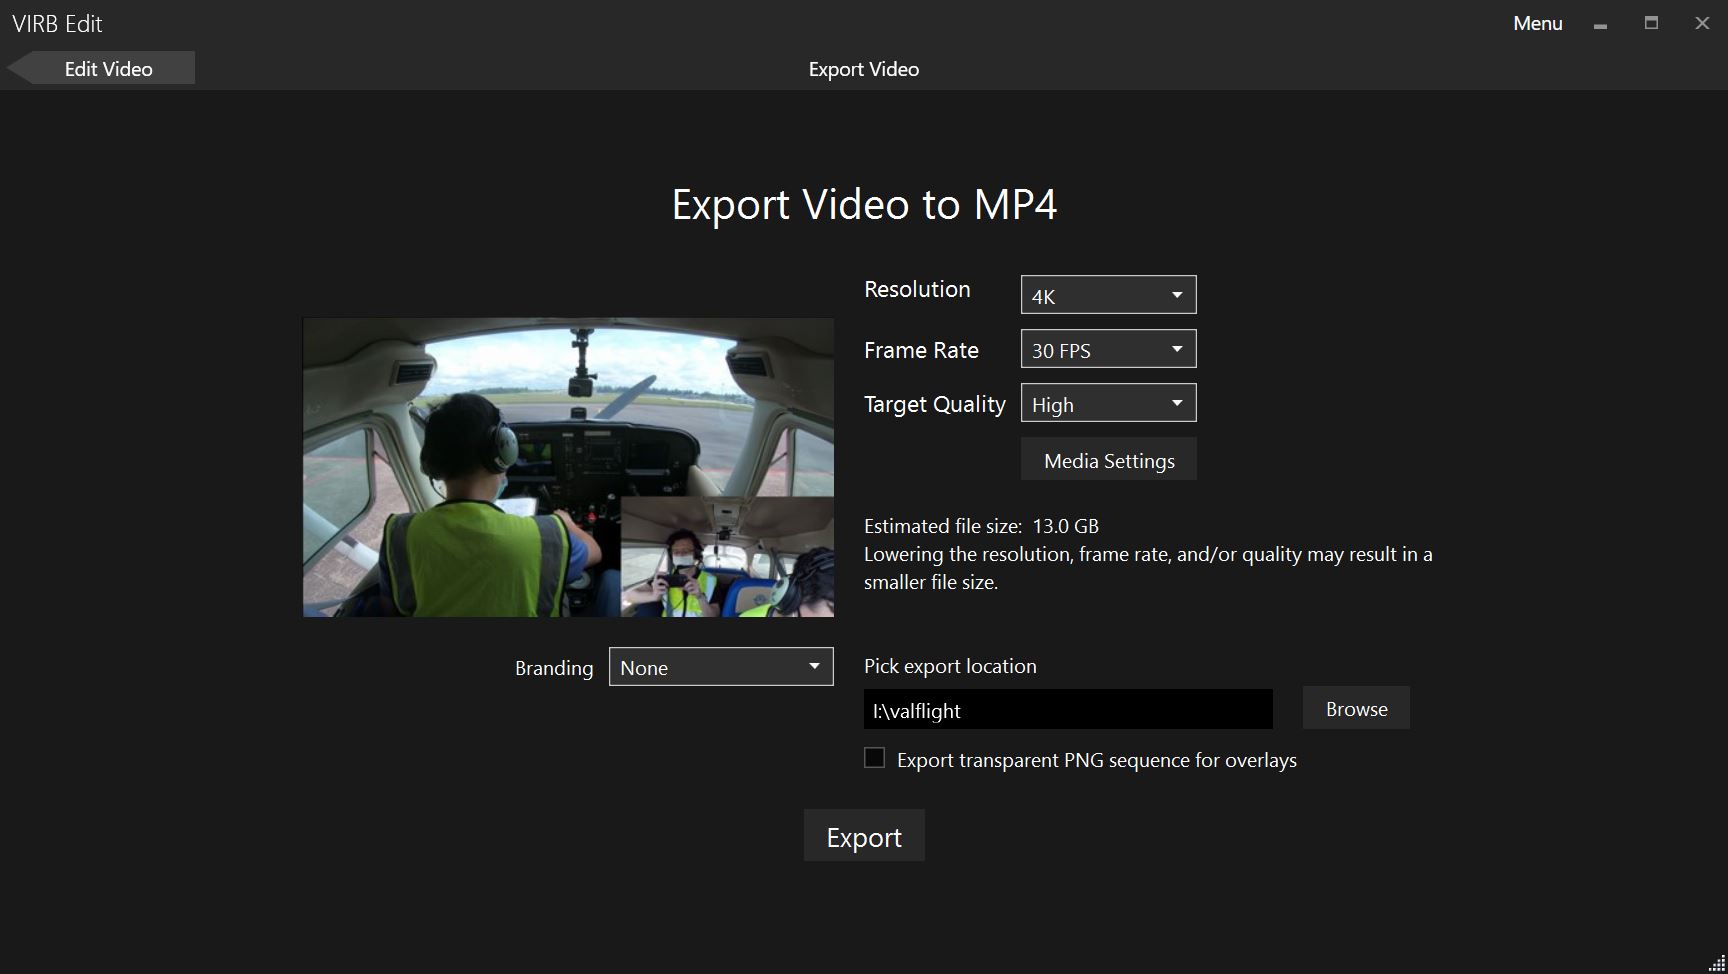 VIRB Edit
Menu
Edit Video
Export Video
Export Video to MP4
Resolution
4K
Frame Rate
30 FPS
Target Quality
High
Media Settings
Estimated file size: 13.0 GB
Lowering the resolution, frame rate, and/or quality may result in a
smaller file size.
Branding
None
Pick export location
I:\valflight
Browse
Export transparent PNG sequence for overlays
Export